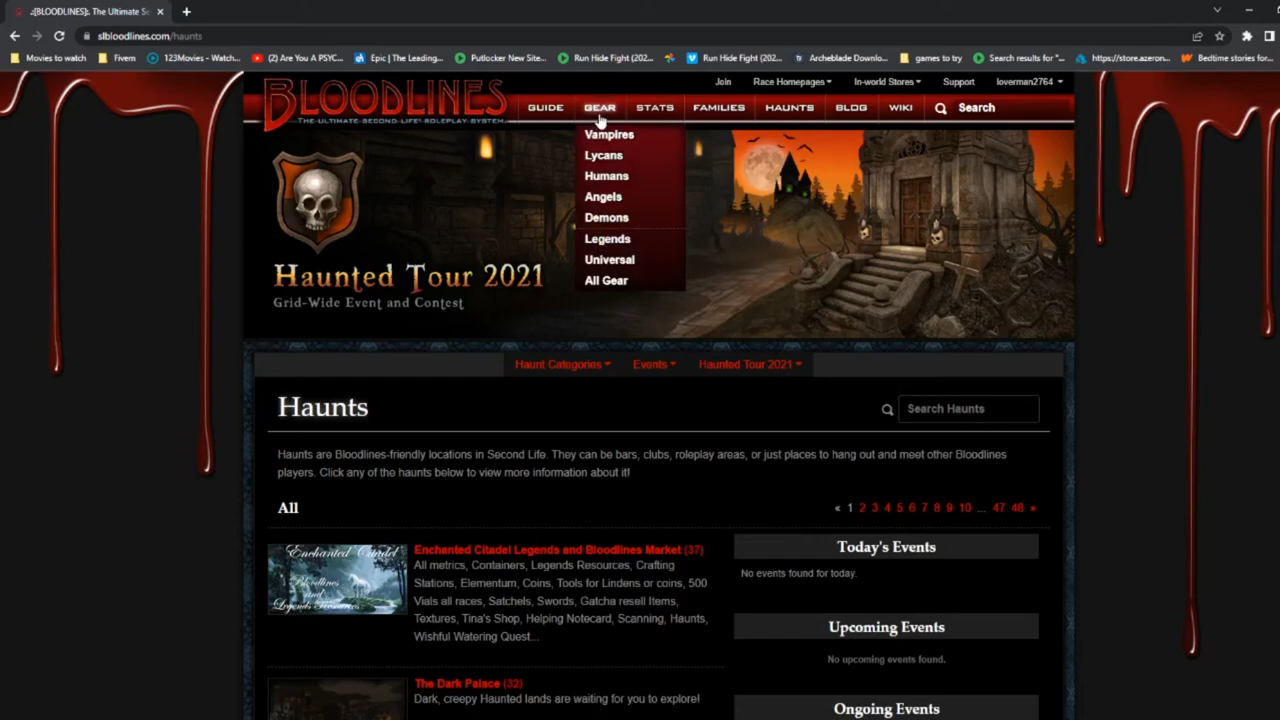 .:[BLOODLINES]:. The Ultimate Se
slbloodlines.com/haunts
Movies to watch
Fivem
123Movies - Watch...
(2) Are You A PSYC...
Epic | The Leading...
Putlocker New Site...
Run Hide Fight (202...
Run Hide Fight (202...
Archeblade Downlo...
games to try
Search results for "...
https://store.azeron...
Bedtime stories for...
Join
Race Homepages
In-world Stores
Support
loverman2764
BLOODLINES
THE ULTIMATE SECOND LIFE® ROLEPLAY SYSTEM
GUIDE
GEAR
STATS
FAMILIES
HAUNTS
BLOG
WIKI
Search
Vampires
Lycans
Humans
Angels
Demons
Legends
Universal
All Gear
Haunted Tour 2021
Grid-Wide Event and Contest
Haunt Categories
Events
Haunted Tour 2021
Haunts
Search Haunts
Haunts are Bloodlines-friendly locations in Second Life. They can be bars, clubs, roleplay areas, or just places to hang out and meet other Bloodlines
players. Click any of the haunts below to view more information about it!
All
« 1 2 3 4 5 6 7 8 9 10 ... 47 48 »
Enchanted Citadel
Bloodlines
and
Legends Treasures
Enchanted Citadel Legends and Bloodlines Market (37)
All metrics, Containers, Legends Resources, Crafting
Stations, Elementum, Coins, Tools for Lindens or coins, 500
Vials all races, Satchels, Swords, Gatcha resell Items,
Textures, Tina's Shop, Helping Notecard, Scanning, Haunts,
Wishful Watering Quest...
The Dark Palace (32)
Dark, creepy Haunted lands are waiting for you to explore!
Today's Events
No events found for today.
Upcoming Events
No upcoming events found.
Ongoing Events